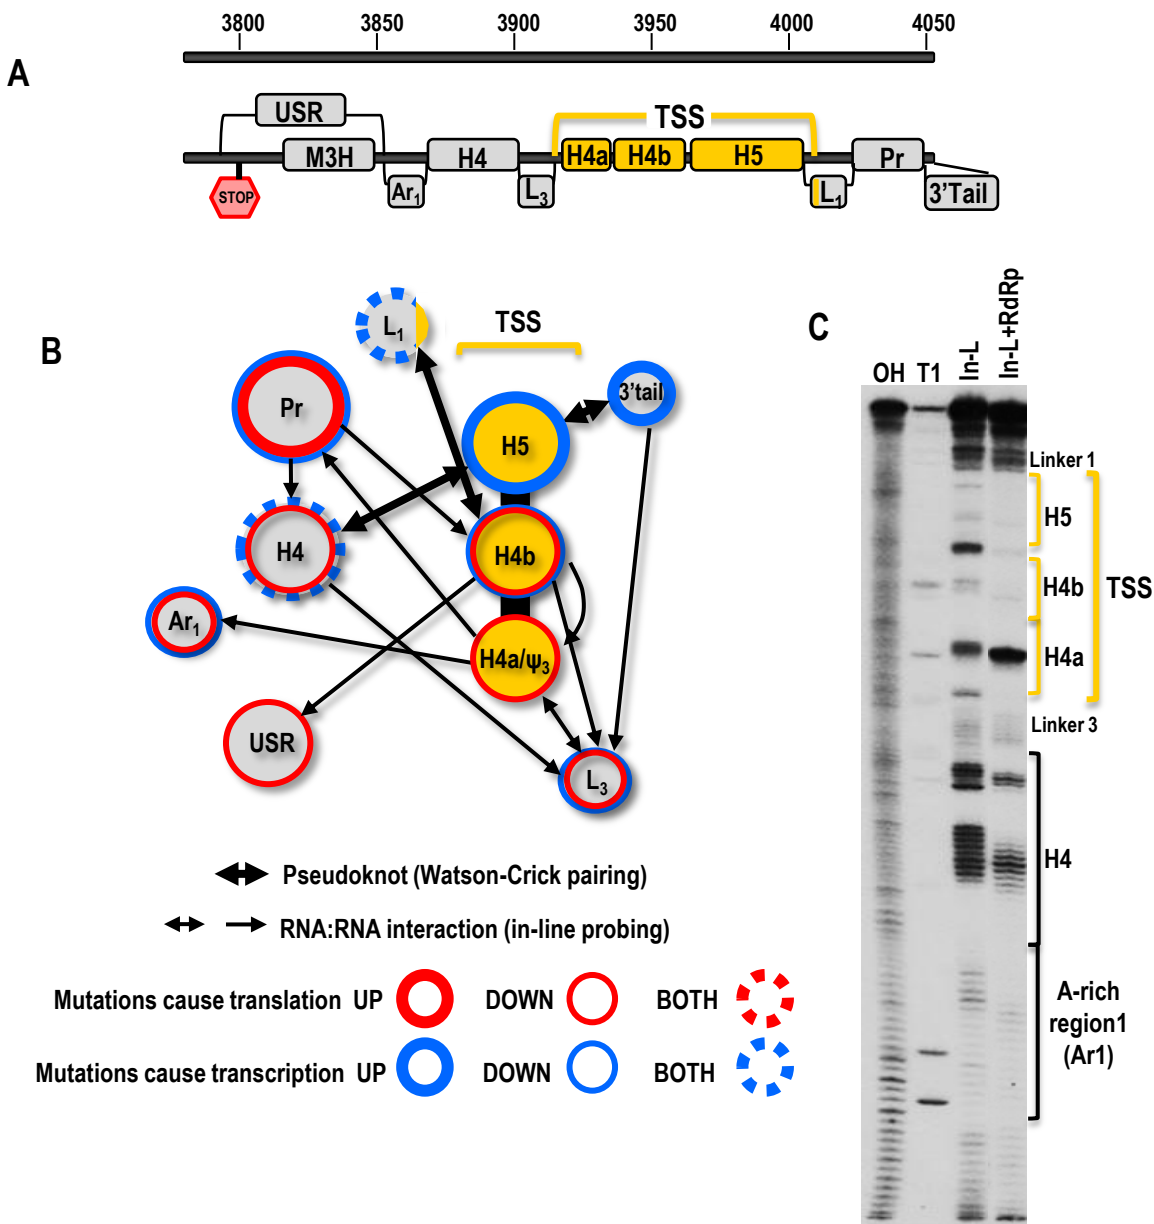 3800 3850 3900 3950 4000 4050
A
USR
TSS
M3H H4 H4a H4b H5 Pr
STOP
Ar1 L3 L1 3'Tail
B
L1
TSS
Pr
3'tail
H5
H4
H4b
Ar1
H4a/ψ3
USR
L3
Pseudoknot (Watson-Crick pairing)
RNA:RNA interaction (in-line probing)
Mutations cause translation UP DOWN BOTH
Mutations cause transcription UP DOWN BOTH
C
OH T1 In-L In-L+RdRp
Linker 1
H5
H4b
TSS
H4a
Linker 3
H4
A-rich
region1
(Ar1)